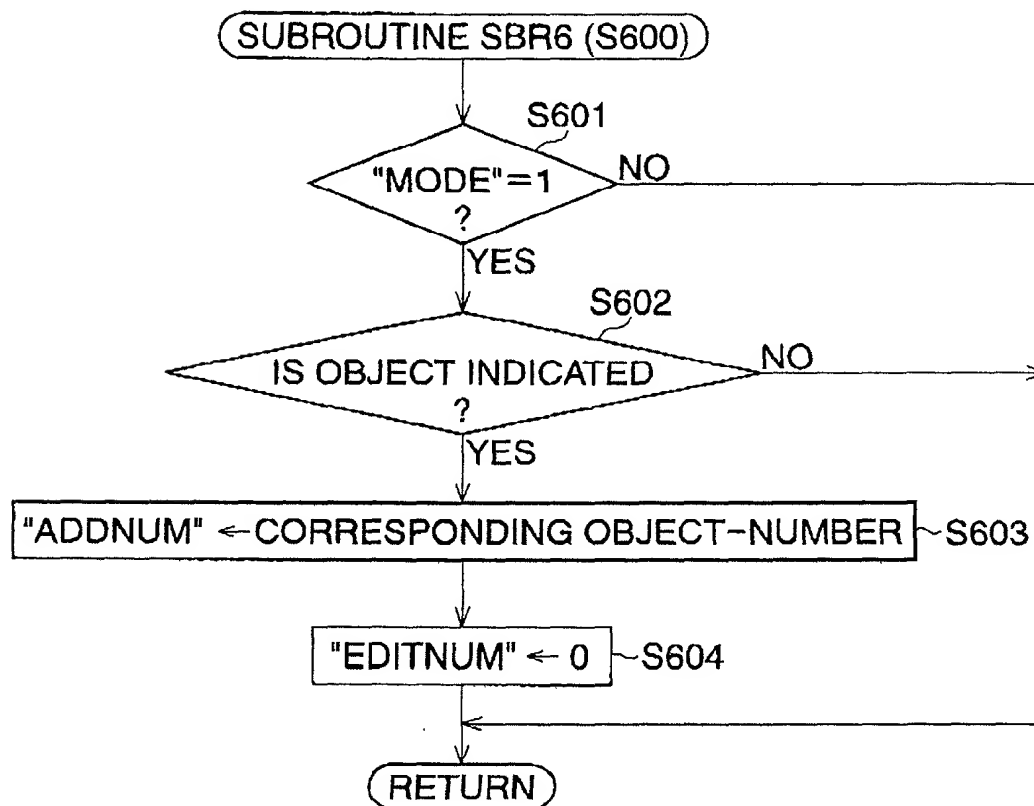 SUBROUTINE SBR6 (S600)
S601
"MODE"=1
?
NO
YES
S602
IS OBJECT INDICATED
?
NO
YES
"ADDNUM" ←CORRESPONDING OBJECT-NUMBER
S603
"EDITNUM" ← 0
S604
RETURN